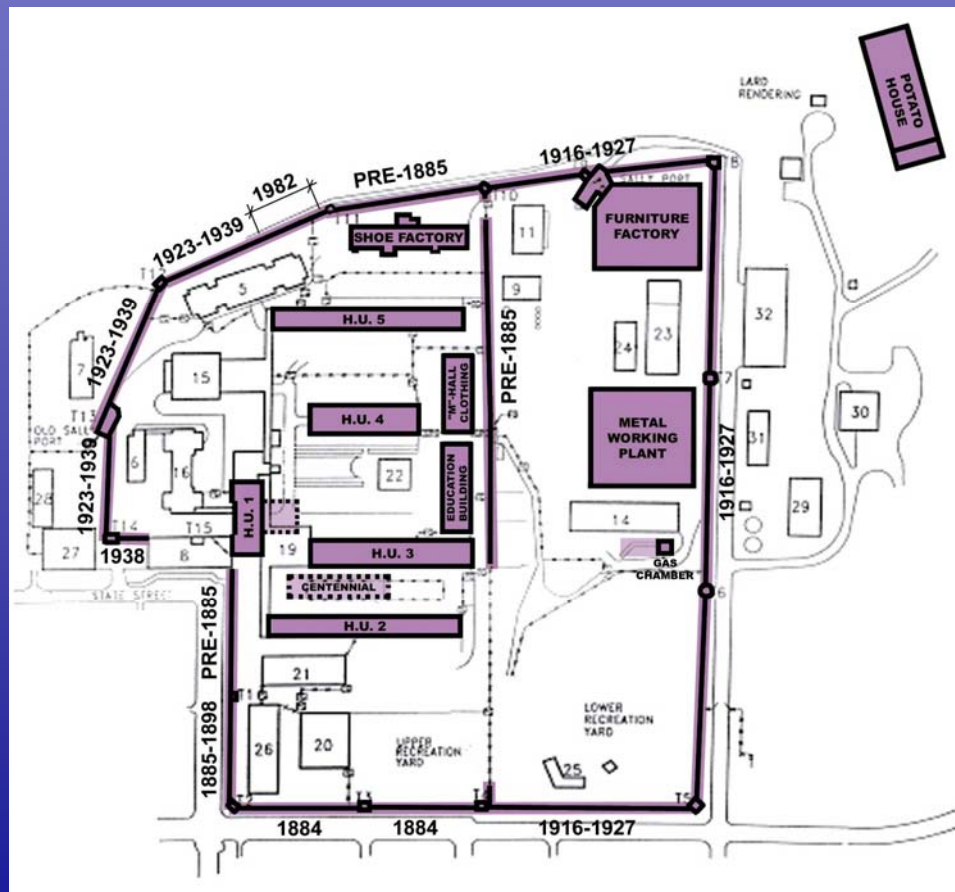 POTATO
HOUSE
LARD
RENDERING
1916-1927
T8
SALLY PORT
PRE-1885
1982
T10
T11
FURNITURE
FACTORY
1923-1939
SHOE FACTORY
11
T12
5
9
32
H.U. 5
23
24
PRE-1885
1923-1939
7
15
"M"-HALL
CLOTHING
T7
H.U. 4
METAL
WORKING
PLANT
30
T13
OLD SALLY
PORT
31
1923-1939
6
16
22
EDUCATION
BUILDING
1916-1927
28
H.U. 1
29
14
T14
T15
19
27
1938
8
H.U. 3
GAS
CHAMBER
STATE STREET
CENTENNIAL
6
H.U. 2
PRE-1885
21
T1
LOWER
RECREATION
YARD
26
20
UPPER
RECREATION
YARD
1885-1898
25
T2
T3
T4
T5
1884
1884
1916-1927